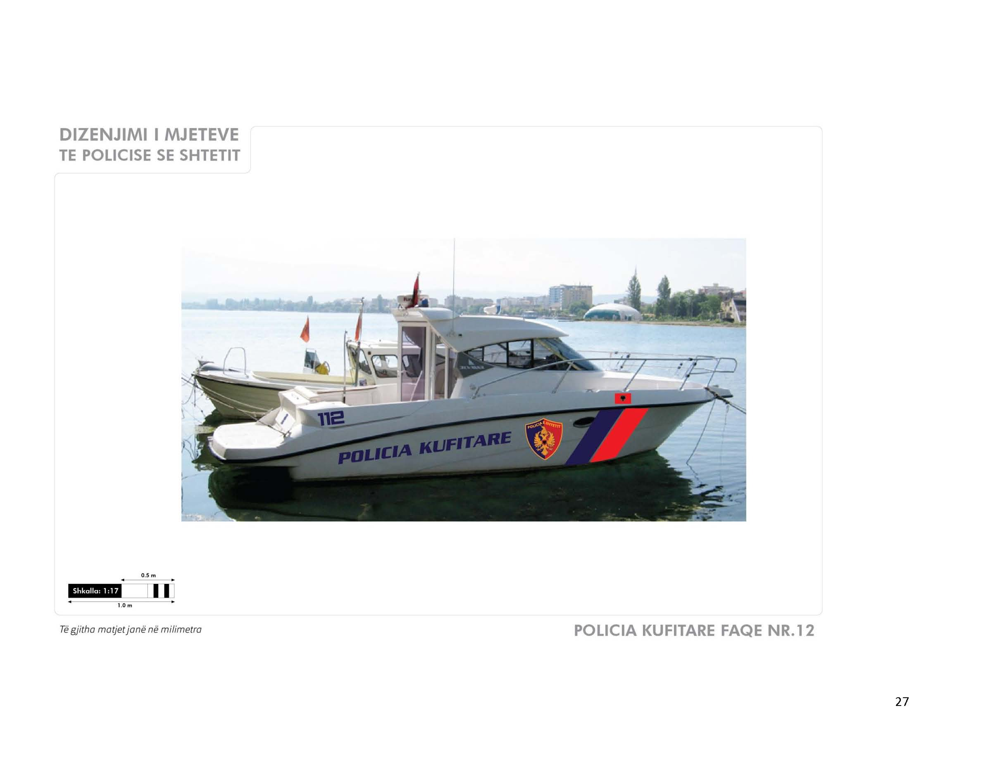 DIZENJIMI I MJETEVE
TE POLICISE SE SHTETIT
112
POLICIA KUFITARE
POLICIA E SHTETIT
0.5 m
Shkalla: 1:17
1.0 m
Të gjitha matjet janë në milimetra
POLICIA KUFITARE FAQE NR.12
27